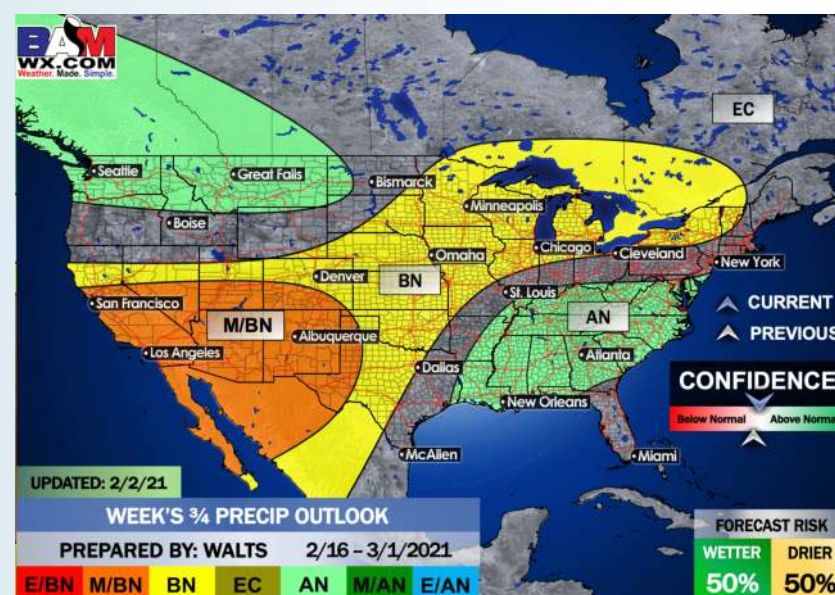 BAM
WX.COM
Weather. Made. Simple.
EC
Seattle
Great Falls
Bismarck
Boise
Minneapolis
Omaha
Chicago
Cleveland
New York
Denver
BN
San Francisco
M/BN
St. Louis
AN
Albuquerque
Los Angeles
Atlanta
Dallas
New Orleans
McAllen
Miami
CURRENT
PREVIOUS
CONFIDENCE
Below Normal
Above Norma
UPDATED: 2/2/21
WEEK'S ¾ PRECIP OUTLOOK
PREPARED BY: WALTS 2/16 – 3/1/2021
E/BN M/BN BN EC AN M/AN E/AN
FORECAST RISK
WETTER DRIER
50% 50%